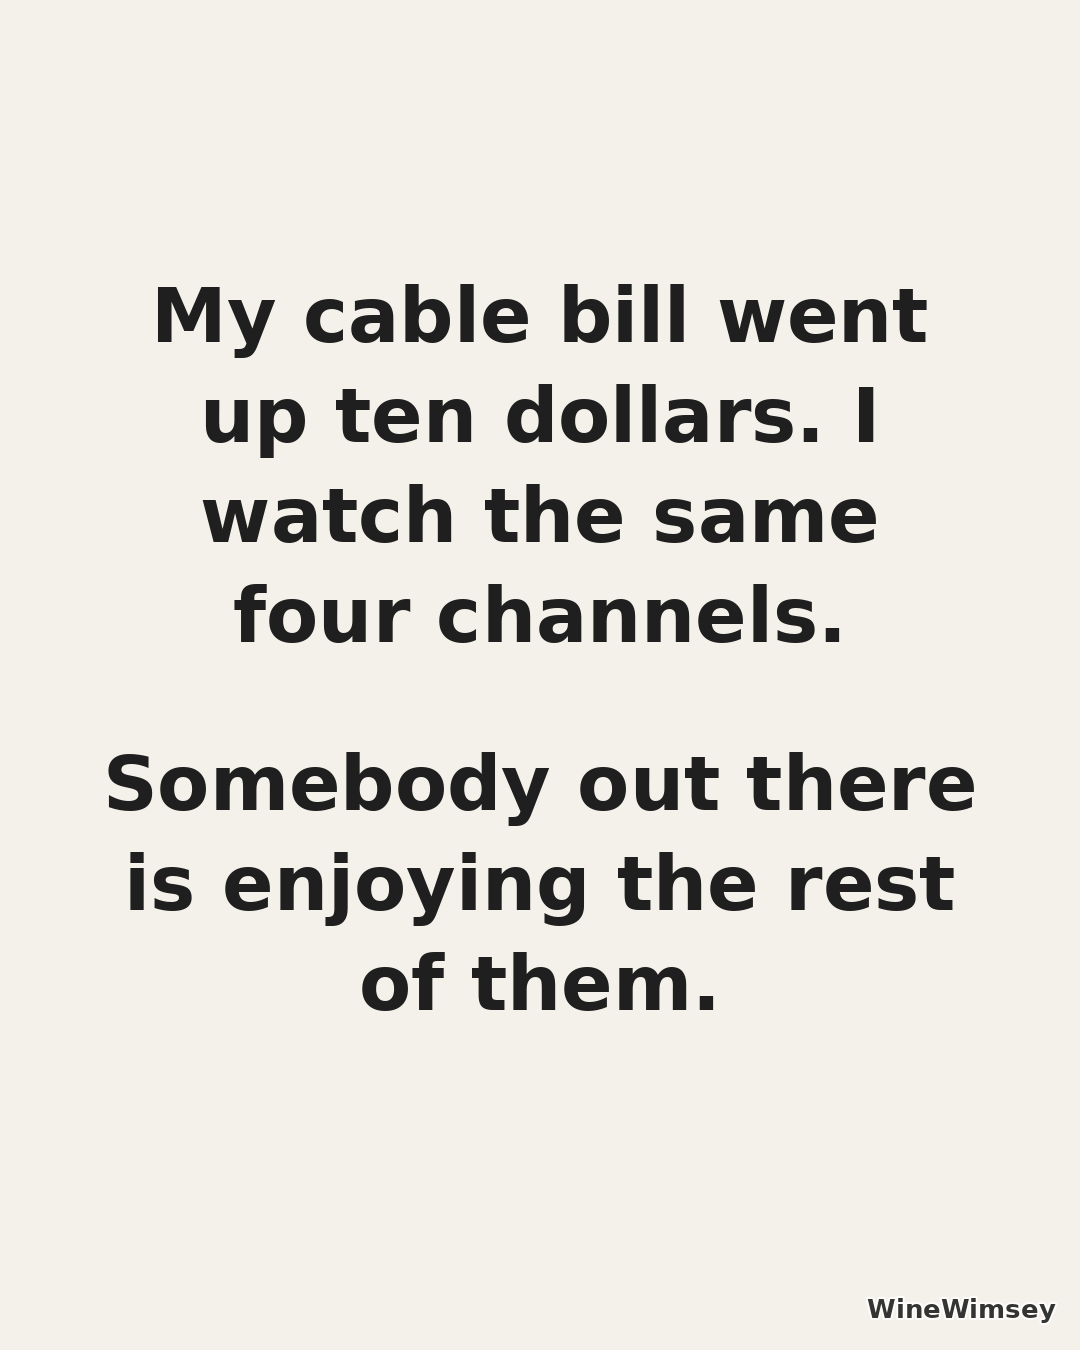 My cable bill went
up ten dollars. I
watch the same
four channels.
Somebody out there
is enjoying the rest
of them.
WineWimsey